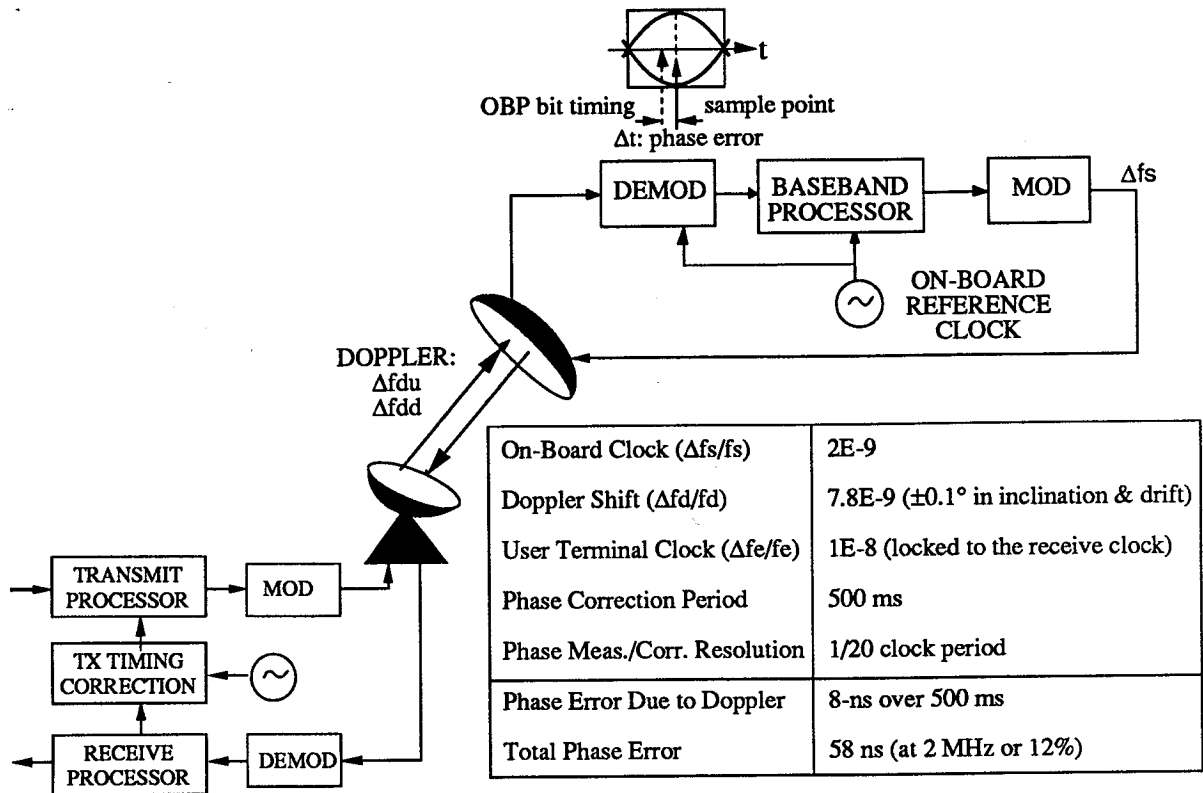 t
OBP bit timing
sample point
Δt: phase error
DEMOD
BASEBAND
PROCESSOR
MOD
Δfs
ON-BOARD
REFERENCE
CLOCK
DOPPLER:
Δfdu
Δfdd
On-Board Clock (Δfs/fs) 2E-9
Doppler Shift (Δfd/fd) 7.8E-9 (±0.1° in inclination & drift)
User Terminal Clock (Δfe/fe) 1E-8 (locked to the receive clock)
Phase Correction Period 500 ms
Phase Meas./Corr. Resolution 1/20 clock period
Phase Error Due to Doppler 8-ns over 500 ms
Total Phase Error 58 ns (at 2 MHz or 12%)
TRANSMIT
PROCESSOR
MOD
TX TIMING
CORRECTION
RECEIVE
PROCESSOR
DEMOD